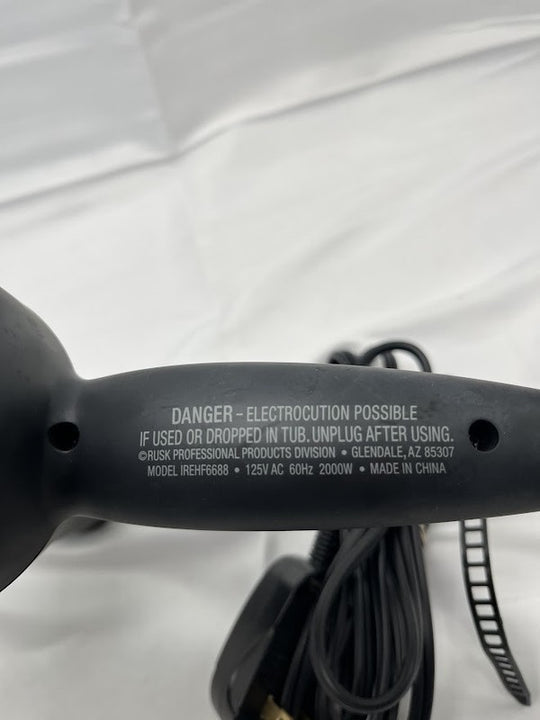 DANGER - ELECTROCUTION POSSIBLE
IF USED OR DROPPED IN TUB. UNPLUG AFTER USING.
©RUSK PROFESSIONAL PRODUCTS DIVISION • GLENDALE, AZ 85307
MODEL IREHF6688 • 125V AC 60Hz 2000W • MADE IN CHINA